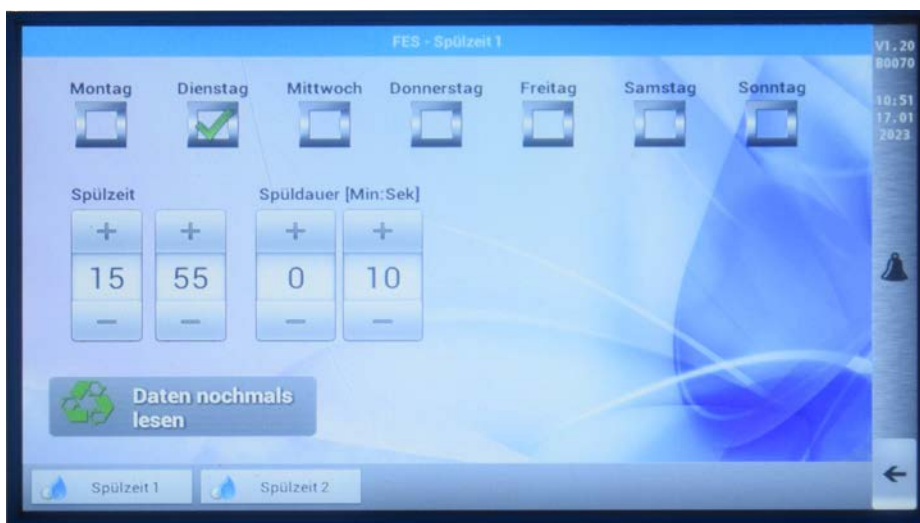 FES - Spülzeit 1
V1.20
B0070
10:51
17.01
2023
Montag Dienstag Mittwoch Donnerstag Freitag Samstag Sonntag
Spülzeit Spüldauer [Min:Sek]
+ + + +
15 55 0 10
− − − −
Daten nochmals
lesen
Spülzeit 1 Spülzeit 2